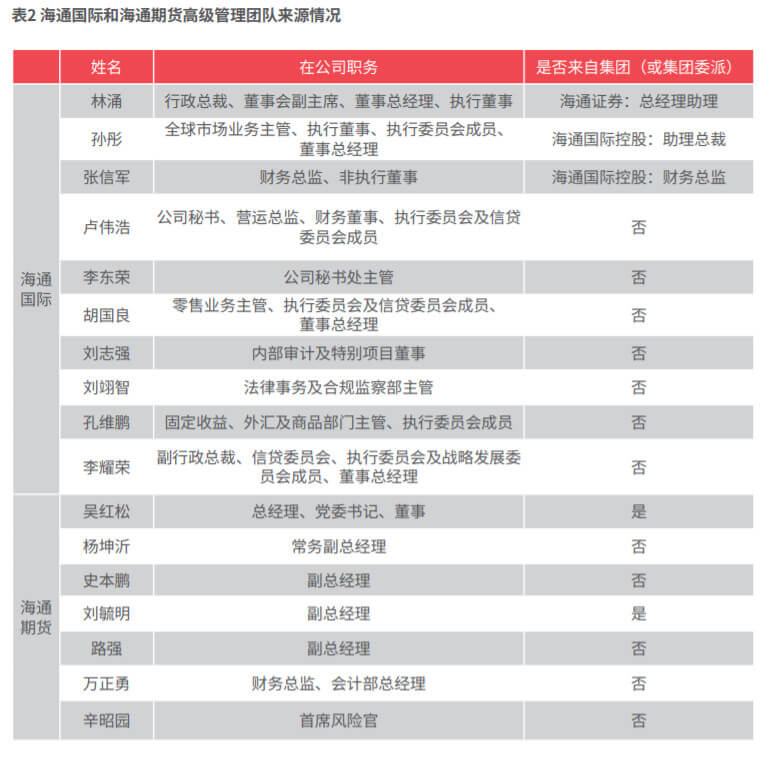 表2 海通国际和海通期货高级管理团队来源情况
姓名 在公司职务 是否来自集团（或集团委派）
海通
国际
林涌 行政总裁、董事会副主席、董事总经理、执行董事 海通证券：总经理助理
孙彤 全球市场业务主管、执行董事、执行委员会成员、
董事总经理 海通国际控股：助理总裁
张信军 财务总监、非执行董事 海通国际控股：财务总监
卢伟浩 公司秘书、营运总监、财务董事、执行委员会及信贷
委员会成员 否
李东荣 公司秘书处主管 否
胡国良 零售业务主管、执行委员会及信贷委员会成员、
董事总经理 否
刘志强 内部审计及特别项目董事 否
刘翊智 法律事务及合规监察部主管 否
孔维鹏 固定收益、外汇及商品部门主管、执行委员会成员 否
李耀荣 副行政总裁、信贷委员会、执行委员会及战略发展委
员会成员、董事总经理 否
海通
期货
吴红松 总经理、党委书记、董事 是
杨坤沂 常务副总经理 否
史本鹏 副总经理 否
刘毓明 副总经理 是
路强 副总经理 否
万正勇 财务总监、会计部总经理 否
辛昭园 首席风险官 否